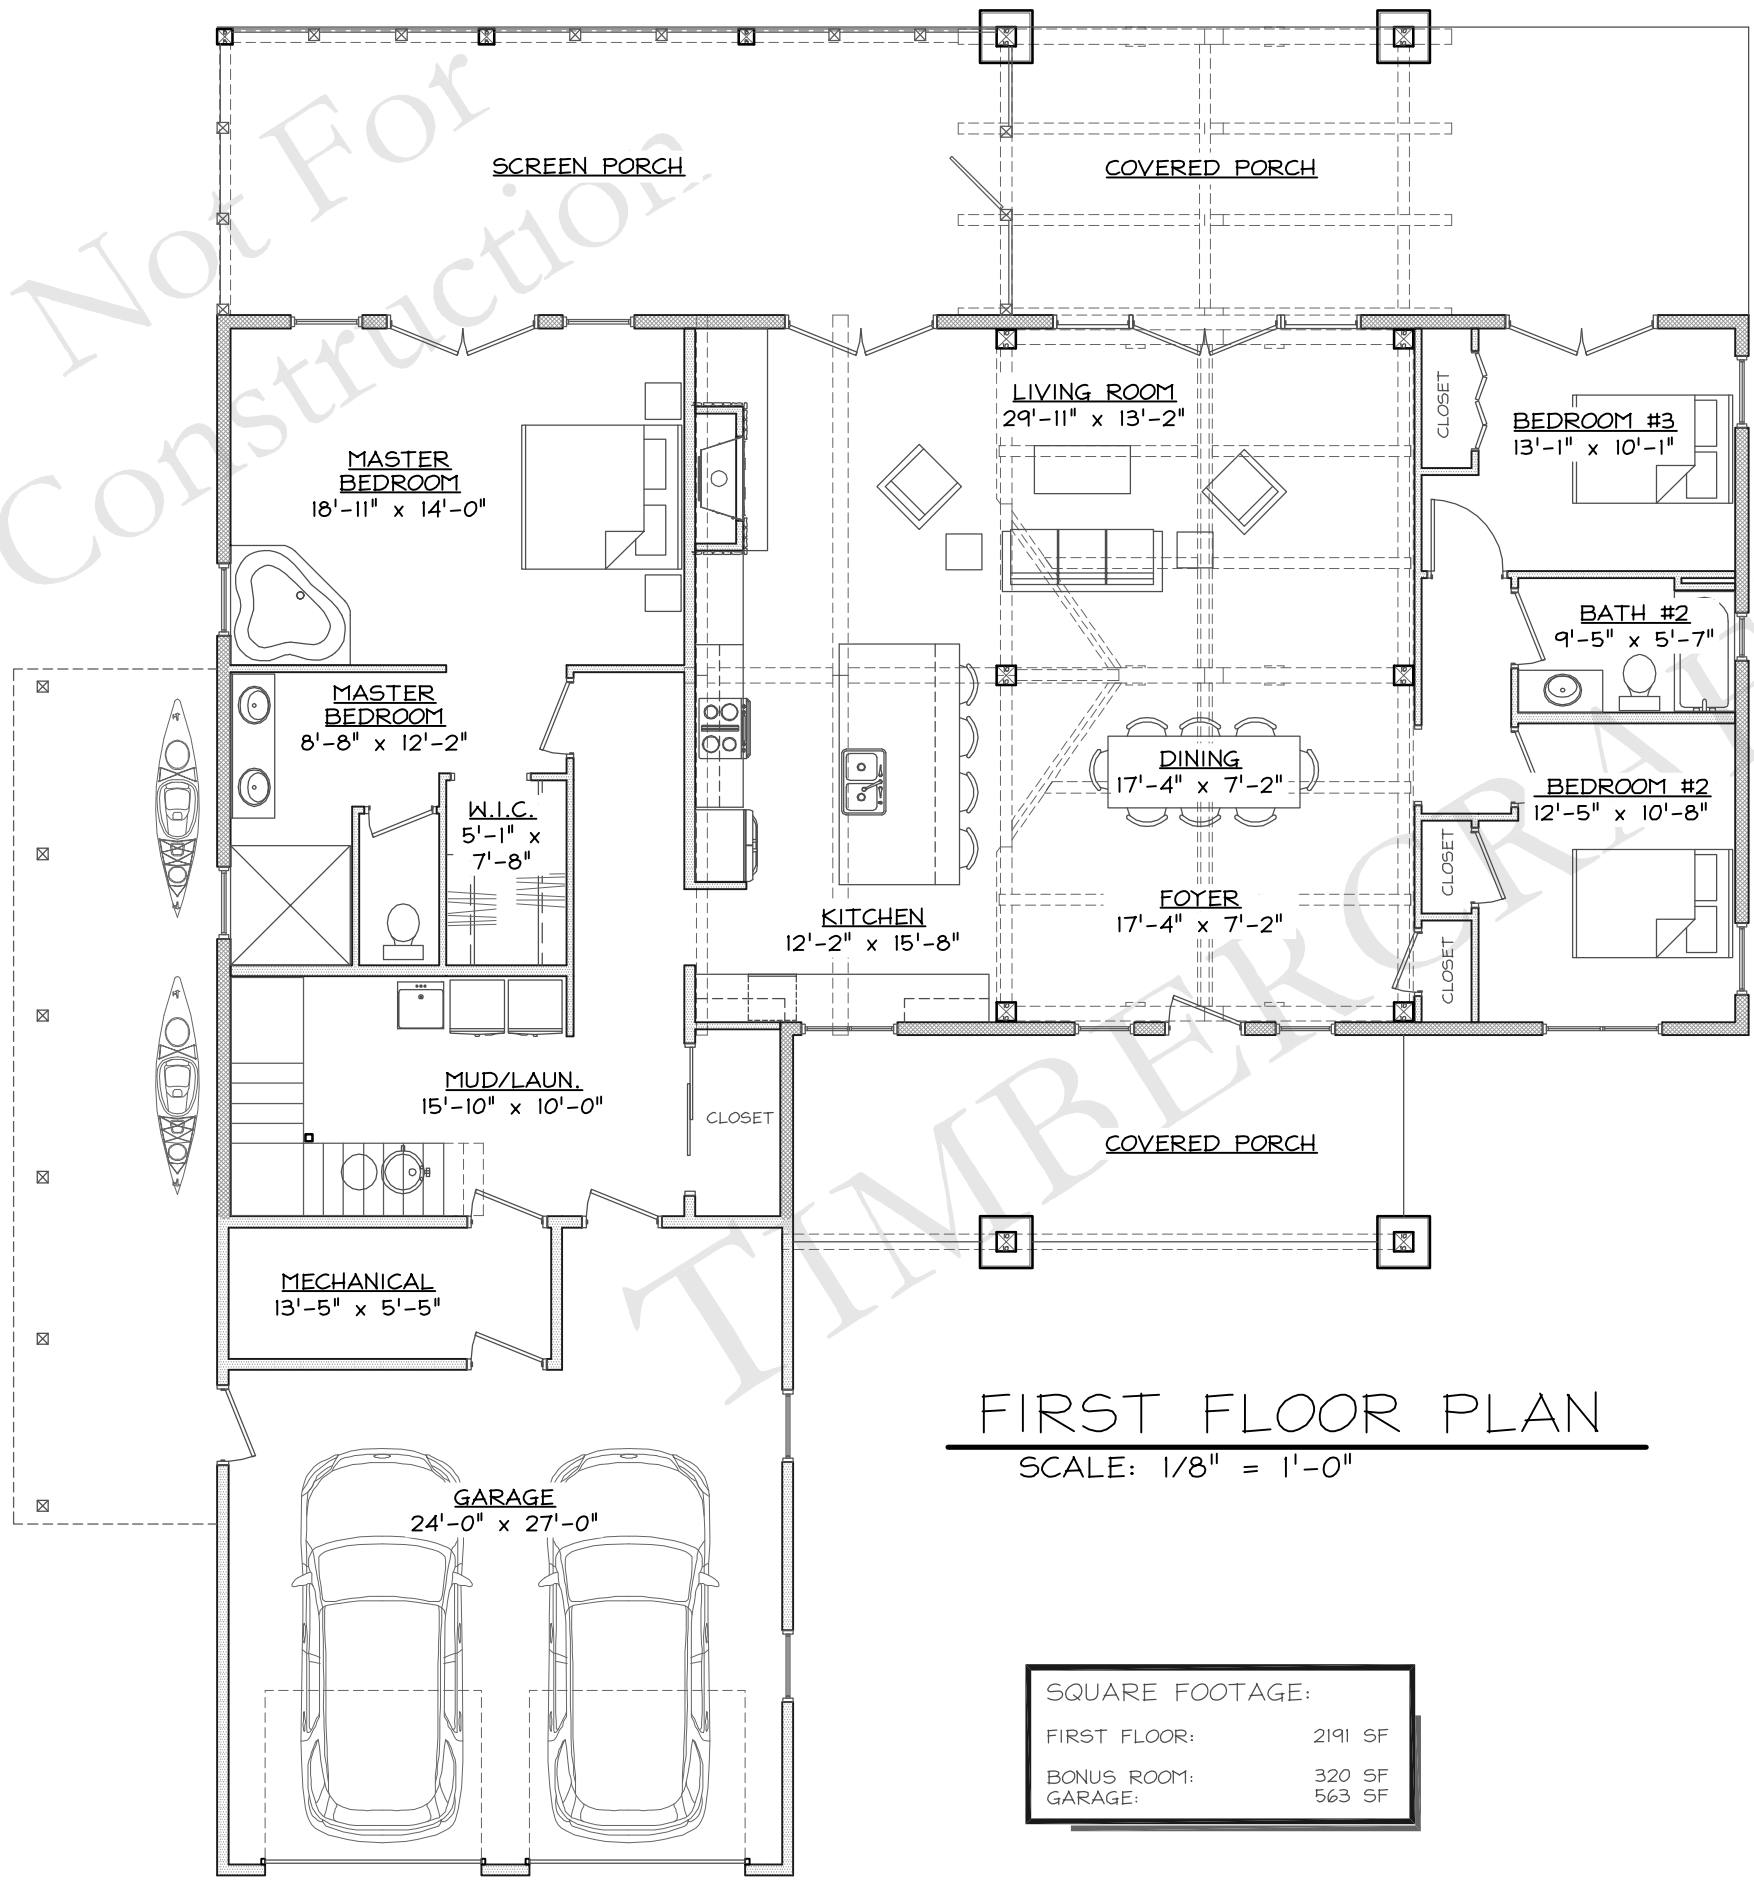 Not For
Construction
SCREEN PORCH
COVERED PORCH
LIVING ROOM
29'-11" x 13'-2"
CLOSET
BEDROOM #3
13'-1" x 10'-1"
MASTER
BEDROOM
18'-11" x 14'-0"
BATH #2
9'-5" x 5'-7"
MASTER
BEDROOM
8'-8" x 12'-2"
W.I.C.
5'-1" x
7'-8"
DINING
17'-4" x 7'-2"
BEDROOM #2
12'-5" x 10'-8"
CLOSET
FOYER
17'-4" x 7'-2"
KITCHEN
12'-2" x 15'-8"
CLOSET
MUD/LAUN.
15'-10" x 10'-0"
CLOSET
COVERED PORCH
TIMBERCRAF
MECHANICAL
13'-5" x 5'-5"
FIRST FLOOR PLAN
SCALE: 1/8" = 1'-0"
GARAGE
24'-0" x 27'-0"
SQUARE FOOTAGE:
FIRST FLOOR: 2191 SF
BONUS ROOM: 320 SF
GARAGE: 563 SF